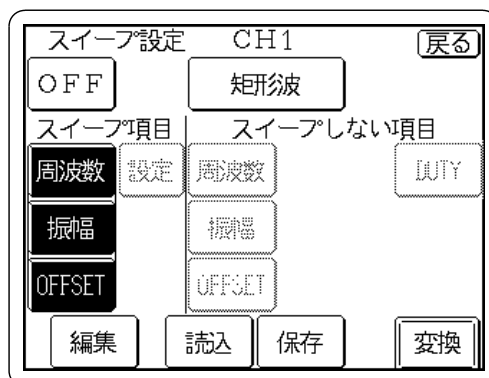 スイープ設定 CH1 戻る
OFF 矩形波
スイープ項目 スイープしない項目
周波数 設定 周波数 DUTY
振幅 振幅
OFFSET OFFSET
編集 読込 保存 変換